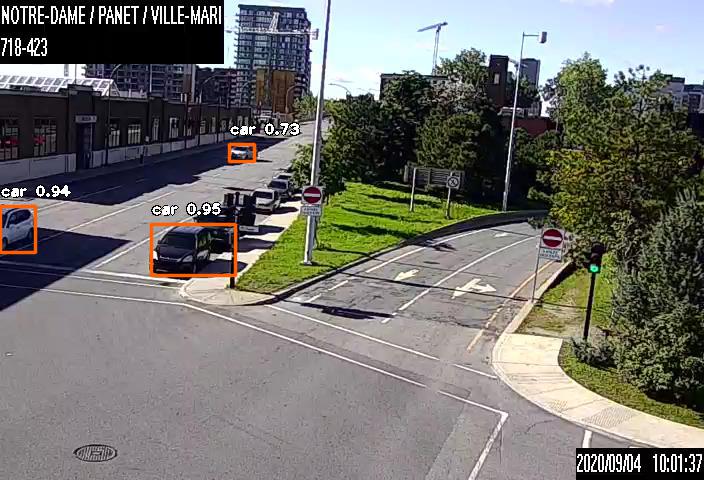 NOTRE-DAME / PANET / VILLE-MARI
718-423
car 0.73
car 0.94
car 0.95
2020/09/04 10:01:37